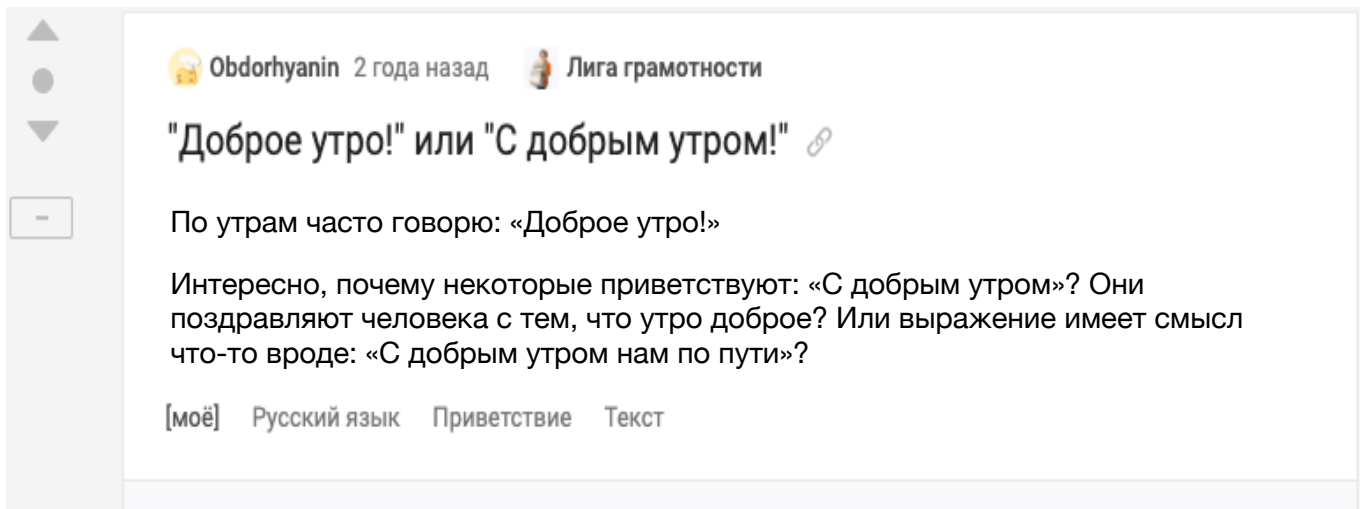 Obdorhyanin 2 года назад Лига грамотности
"Доброе утро!" или "С добрым утром!"
По утрам часто говорю: «Доброе утро!»
Интересно, почему некоторые приветствуют: «С добрым утром»? Они
поздравляют человека с тем, что утро доброе? Или выражение имеет смысл
что-то вроде: «С добрым утром нам по пути»?
[моё] Русский язык Приветствие Текст